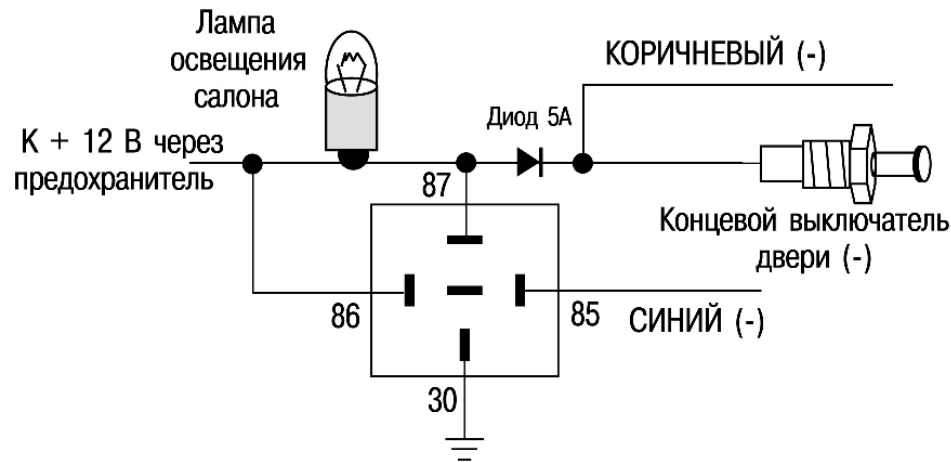 Лампа
освещения
салона
КОРИЧНЕВЫЙ (-)
Диод 5А
К + 12 В через
предохранитель
87
Концевой выключатель
двери (-)
86
85
СИНИЙ (-)
30